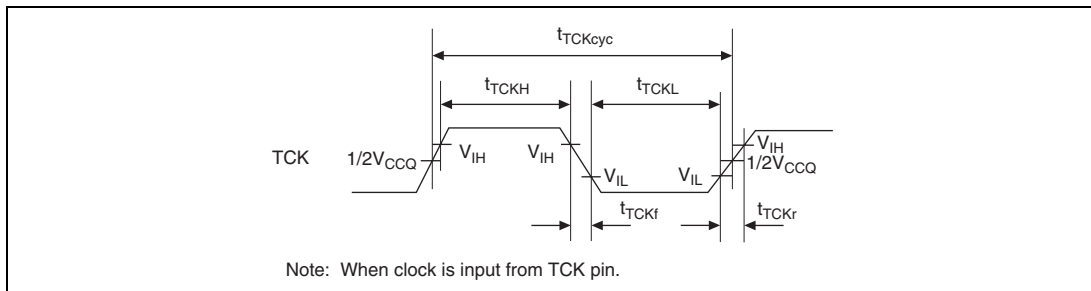 tTCKcyc
tTCKH
tTCKL
TCK
1/2VCCQ
VIH
VIH
VIL
VIL
VIH
1/2VCCQ
tTCKf
tTCKr
Note: When clock is input from TCK pin.